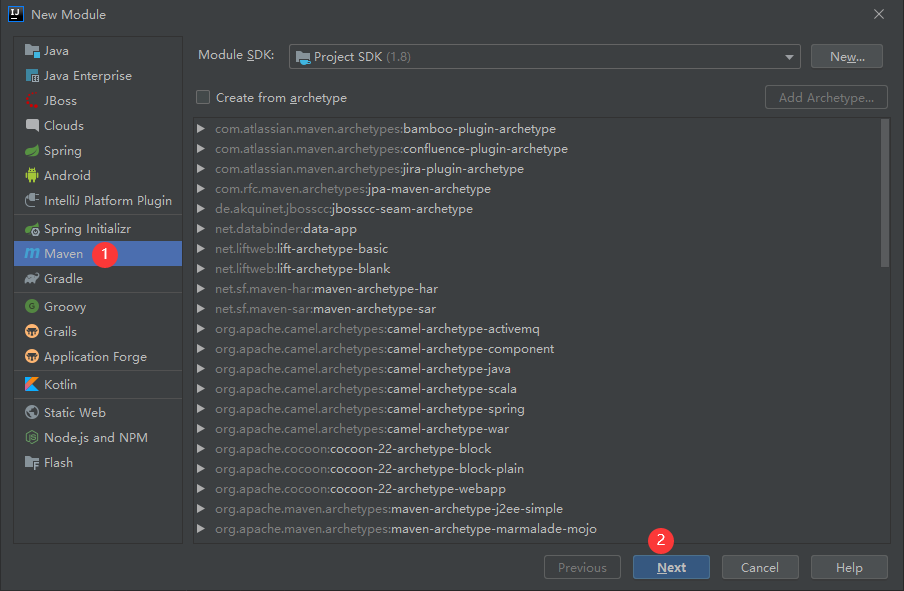 New Module
Java
Java Enterprise
JBoss
Clouds
Spring
Android
IntelliJ Platform Plugin
Spring Initializr
Maven 1
Gradle
Groovy
Grails
Application Forge
Kotlin
Static Web
Node.js and NPM
Flash
Module SDK: Project SDK (1.8) New...
Create from archetype Add Archetype...
com.atlassian.maven.archetypes:bamboo-plugin-archetype
com.atlassian.maven.archetypes:confluence-plugin-archetype
com.atlassian.maven.archetypes:jira-plugin-archetype
com.rfc.maven.archetypes:jpa-maven-archetype
de.akquinet.jbosscc:jbosscc-seam-archetype
net.databinder:data-app
net.liftweb:lift-archetype-basic
net.liftweb:lift-archetype-blank
net.sf.maven-har:maven-archetype-har
net.sf.maven-sar:maven-archetype-sar
org.apache.camel.archetypes:camel-archetype-activemq
org.apache.camel.archetypes:camel-archetype-component
org.apache.camel.archetypes:camel-archetype-java
org.apache.camel.archetypes:camel-archetype-scala
org.apache.camel.archetypes:camel-archetype-spring
org.apache.camel.archetypes:camel-archetype-war
org.apache.cocoon:cocoon-22-archetype-block
org.apache.cocoon:cocoon-22-archetype-block-plain
org.apache.cocoon:cocoon-22-archetype-webapp
org.apache.maven.archetypes:maven-archetype-j2ee-simple
org.apache.maven.archetypes:maven-archetype-marmalade-mojo
2
Previous Next Cancel Help